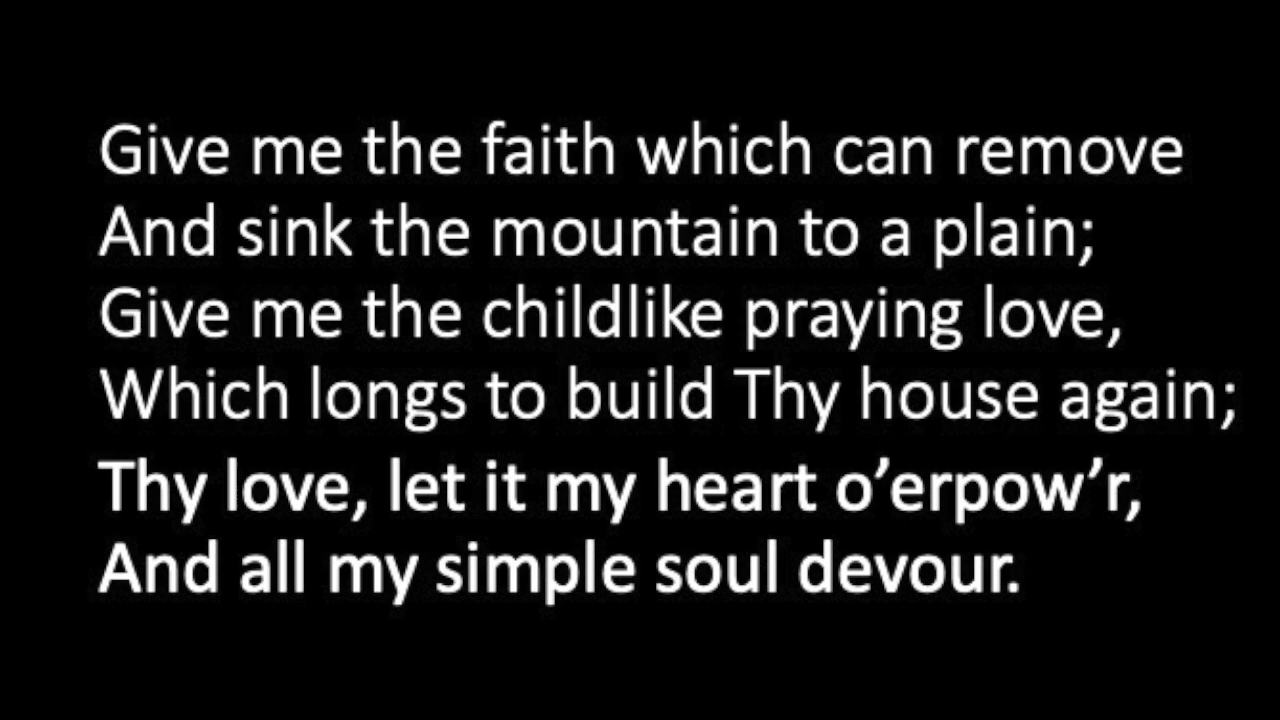 Give me the faith which can remove
And sink the mountain to a plain;
Give me the childlike praying love,
Which longs to build Thy house again;
Thy love, let it my heart o’erpow’r,
And all my simple soul devour.